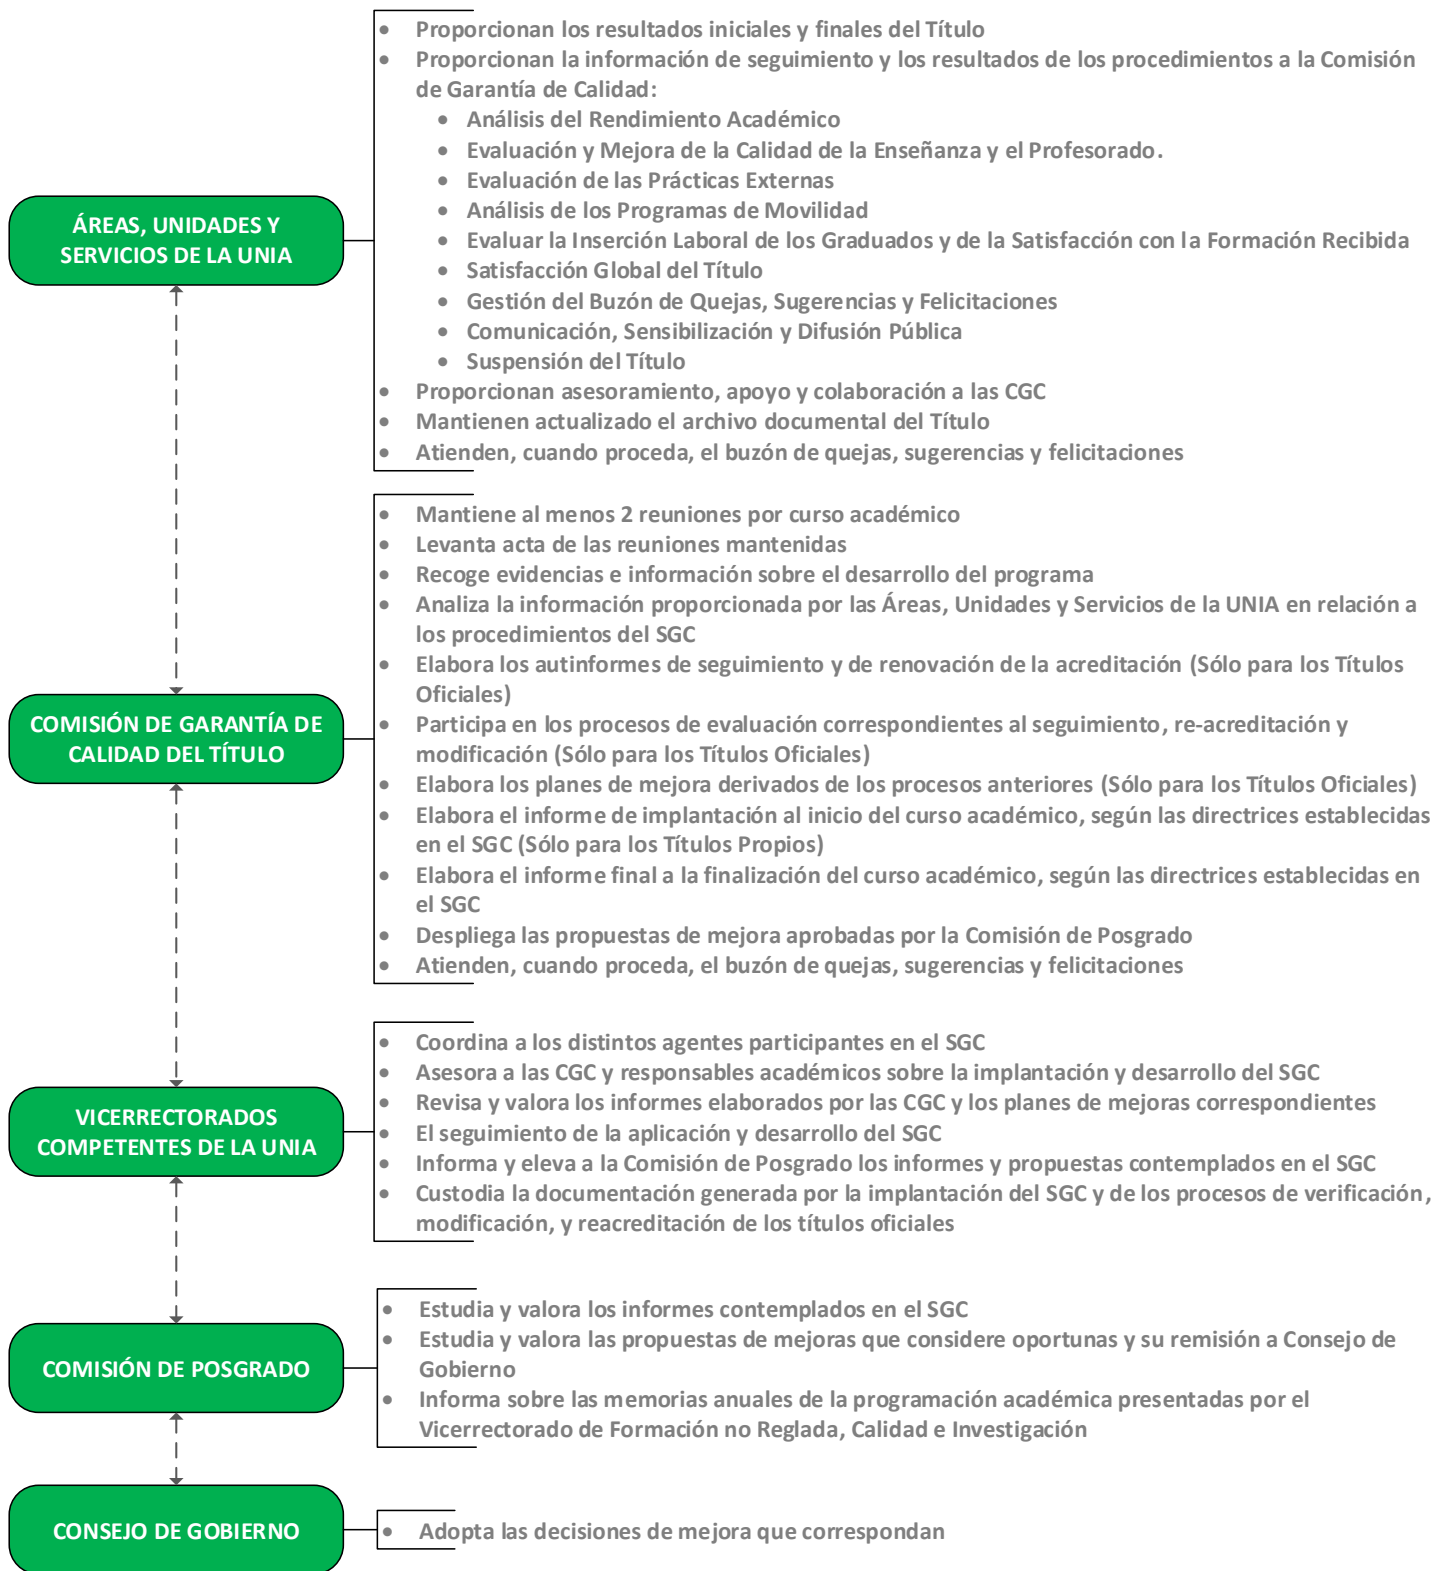 • Proporcionan los resultados iniciales y finales del Título
• Proporcionan la información de seguimiento y los resultados de los procedimientos a la Comisión
de Garantía de Calidad:
• Análisis del Rendimiento Académico
• Evaluación y Mejora de la Calidad de la Enseñanza y el Profesorado.
• Evaluación de las Prácticas Externas
• Análisis de los Programas de Movilidad
• Evaluar la Inserción Laboral de los Graduados y de la Satisfacción con la Formación Recibida
• Satisfacción Global del Título
• Gestión del Buzón de Quejas, Sugerencias y Felicitaciones
• Comunicación, Sensibilización y Difusión Pública
• Suspensión del Título
• Proporcionan asesoramiento, apoyo y colaboración a las CGC
• Mantienen actualizado el archivo documental del Título
• Atienden, cuando proceda, el buzón de quejas, sugerencias y felicitaciones
ÁREAS, UNIDADES Y
SERVICIOS DE LA UNIA
• Mantiene al menos 2 reuniones por curso académico
• Levanta acta de las reuniones mantenidas
• Recoge evidencias e información sobre el desarrollo del programa
• Analiza la información proporcionada por las Áreas, Unidades y Servicios de la UNIA en relación a
los procedimientos del SGC
• Elabora los autinformes de seguimiento y de renovación de la acreditación (Sólo para los Títulos
Oficiales)
• Participa en los procesos de evaluación correspondientes al seguimiento, re-acreditación y
modificación (Sólo para los Títulos Oficiales)
• Elabora los planes de mejora derivados de los procesos anteriores (Sólo para los Títulos Oficiales)
• Elabora el informe de implantación al inicio del curso académico, según las directrices establecidas
en el SGC (Sólo para los Títulos Propios)
• Elabora el informe final a la finalización del curso académico, según las directrices establecidas en
el SGC
• Despliega las propuestas de mejora aprobadas por la Comisión de Posgrado
• Atienden, cuando proceda, el buzón de quejas, sugerencias y felicitaciones
COMISIÓN DE GARANTÍA DE
CALIDAD DEL TÍTULO
• Coordina a los distintos agentes participantes en el SGC
• Asesora a las CGC y responsables académicos sobre la implantación y desarrollo del SGC
• Revisa y valora los informes elaborados por las CGC y los planes de mejoras correspondientes
• El seguimiento de la aplicación y desarrollo del SGC
• Informa y eleva a la Comisión de Posgrado los informes y propuestas contemplados en el SGC
• Custodia la documentación generada por la implantación del SGC y de los procesos de verificación,
modificación, y reacreditación de los títulos oficiales
VICERRECTORADOS
COMPETENTES DE LA UNIA
• Estudia y valora los informes contemplados en el SGC
• Estudia y valora las propuestas de mejoras que considere oportunas y su remisión a Consejo de
Gobierno
• Informa sobre las memorias anuales de la programación académica presentadas por el
Vicerrectorado de Formación no Reglada, Calidad e Investigación
COMISIÓN DE POSGRADO
CONSEJO DE GOBIERNO
• Adopta las decisiones de mejora que correspondan